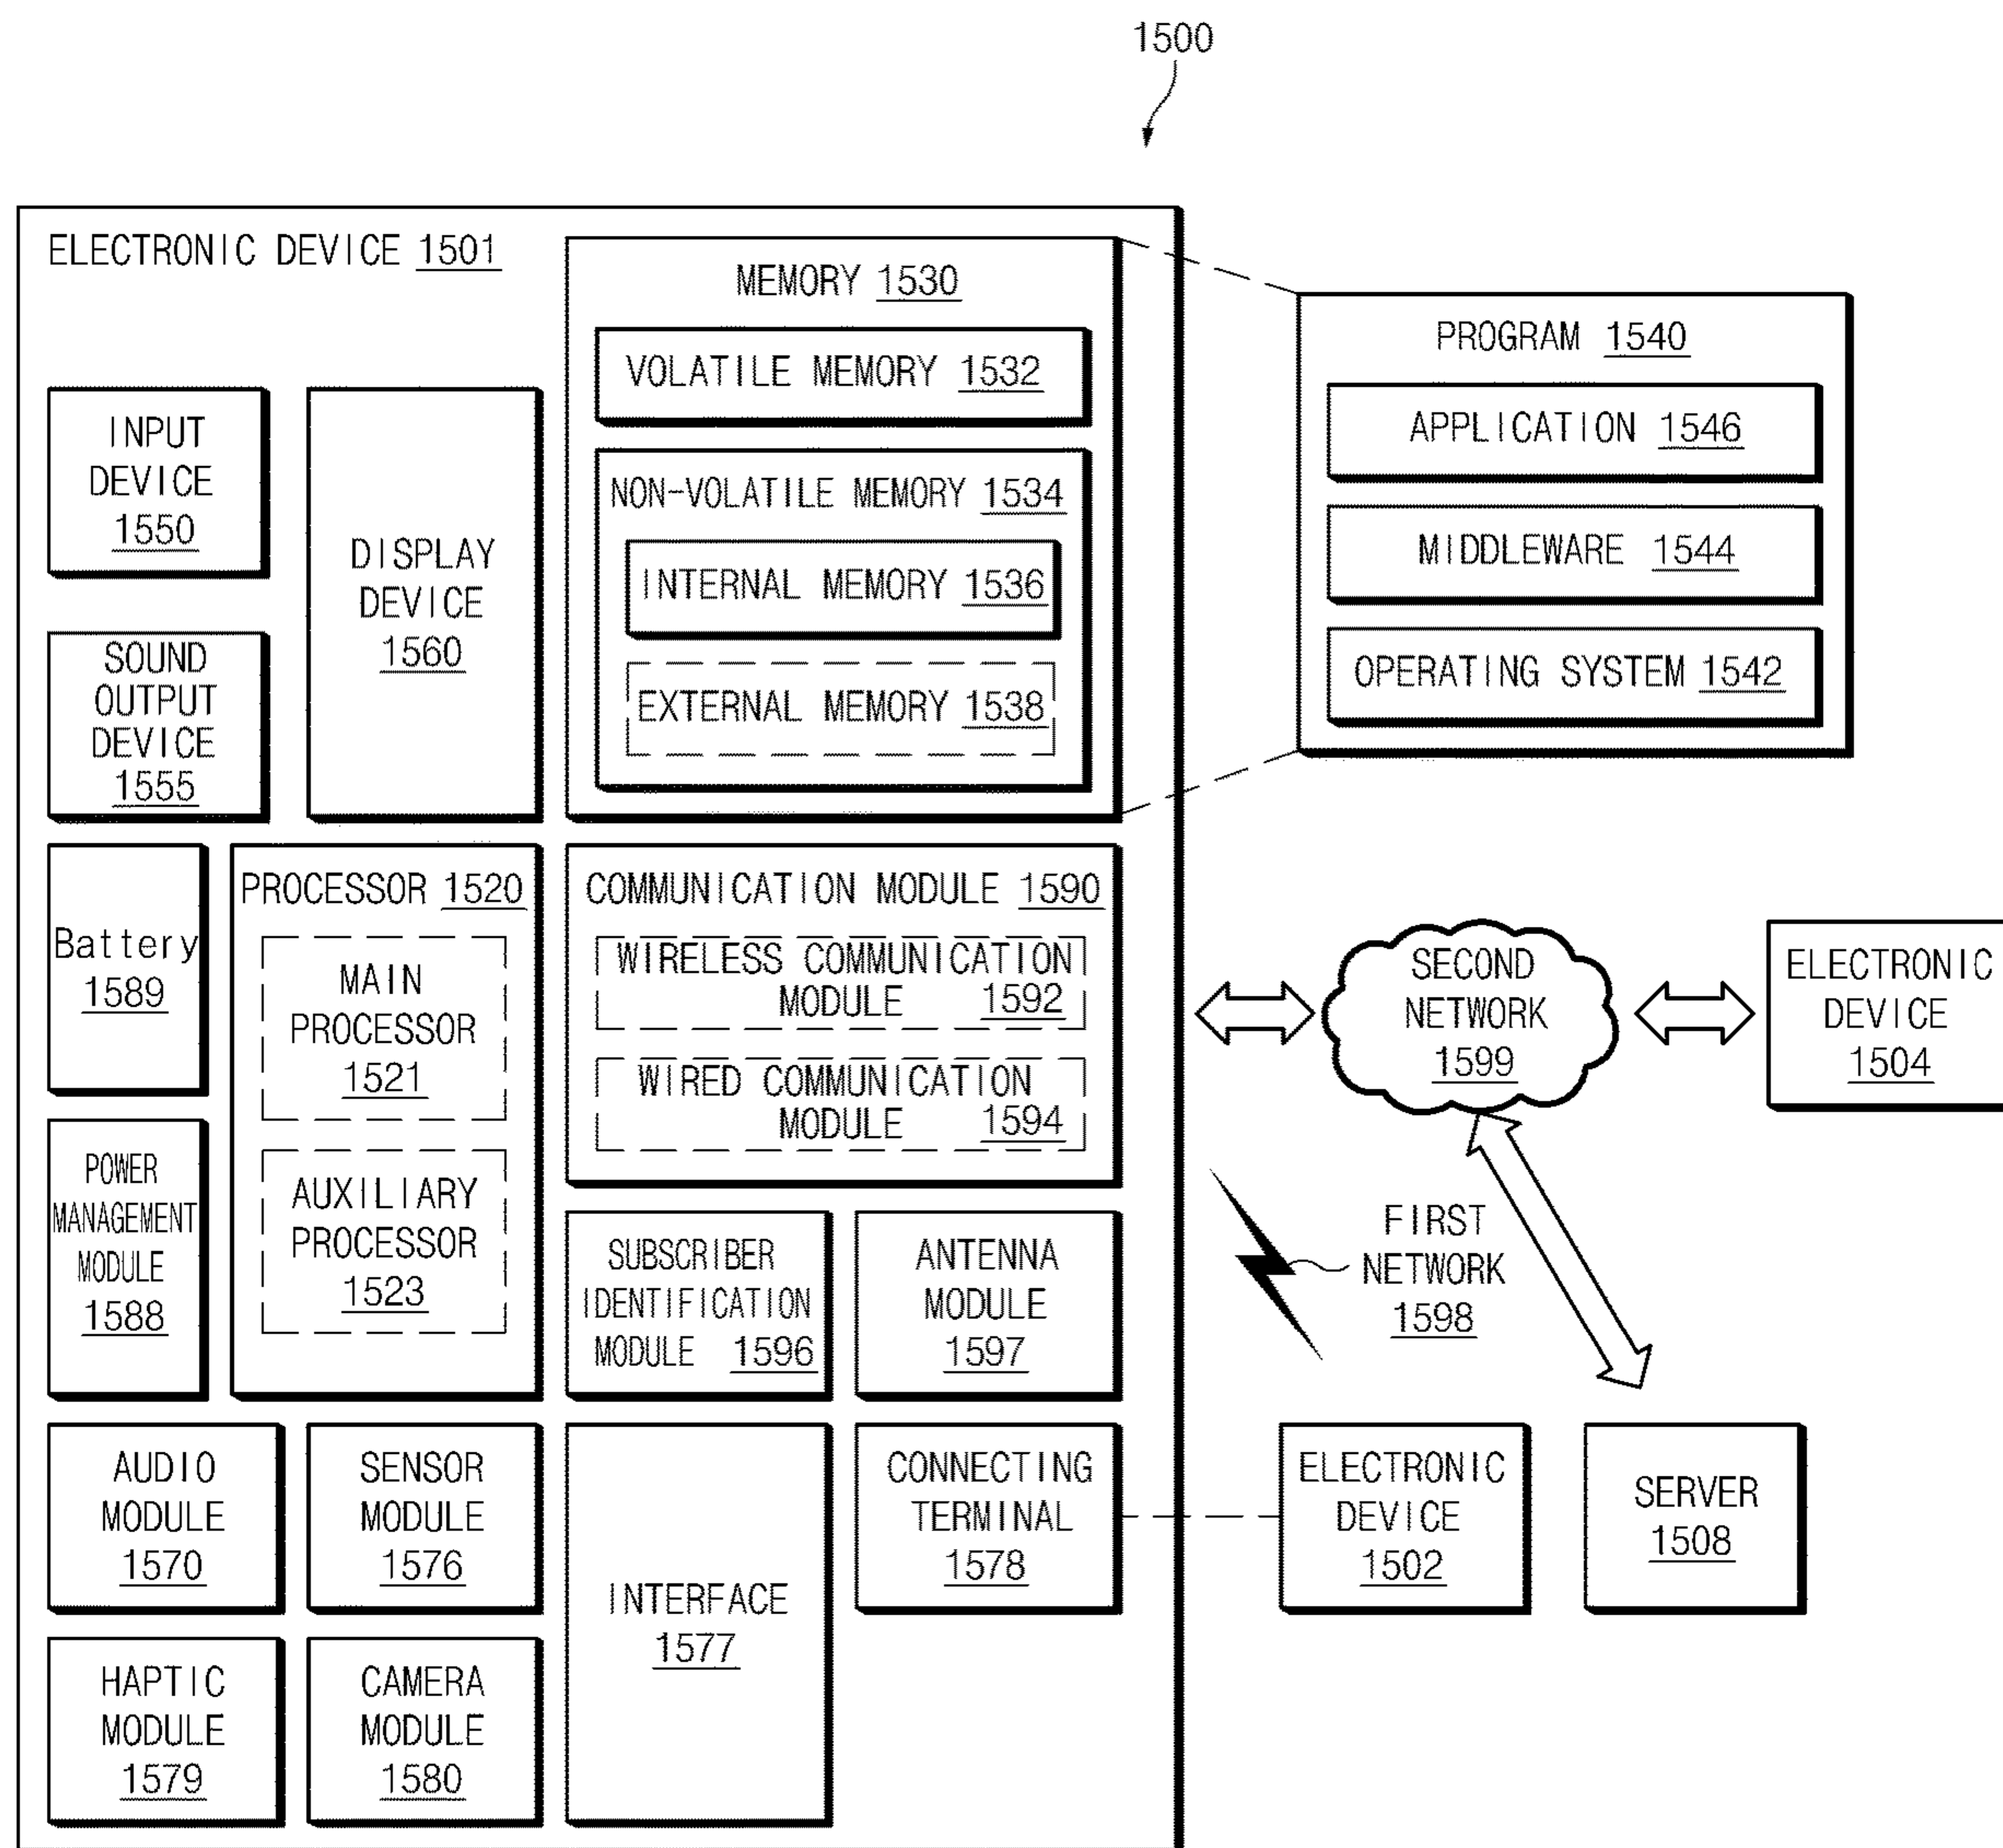 1500
ELECTRONIC DEVICE 1501
INPUT
DEVICE
1550
SOUND
OUTPUT
DEVICE
1555
DISPLAY
DEVICE
1560
MEMORY 1530
VOLATILE MEMORY 1532
NON-VOLATILE MEMORY 1534
INTERNAL MEMORY 1536
EXTERNAL MEMORY 1538
PROGRAM 1540
APPLICATION 1546
MIDDLEWARE 1544
OPERATING SYSTEM 1542
Battery
1589
POWER
MANAGEMENT
MODULE
1588
PROCESSOR 1520
MAIN
PROCESSOR
1521
AUXILIARY
PROCESSOR
1523
COMMUNICATION MODULE 1590
WIRELESS COMMUNICATION
MODULE 1592
WIRED COMMUNICATION
MODULE 1594
SUBSCRIBER
IDENTIFICATION
MODULE 1596
ANTENNA
MODULE
1597
SECOND
NETWORK
1599
ELECTRONIC
DEVICE
1504
FIRST
NETWORK
1598
AUDIO
MODULE
1570
SENSOR
MODULE
1576
INTERFACE
1577
CONNECTING
TERMINAL
1578
ELECTRONIC
DEVICE
1502
SERVER
1508
HAPTIC
MODULE
1579
CAMERA
MODULE
1580